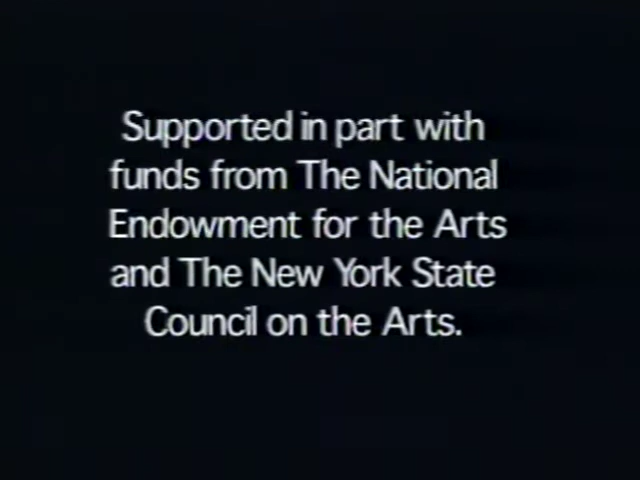 Supported in part with
funds from The National
Endowment for the Arts
and The New York State
Council on the Arts.